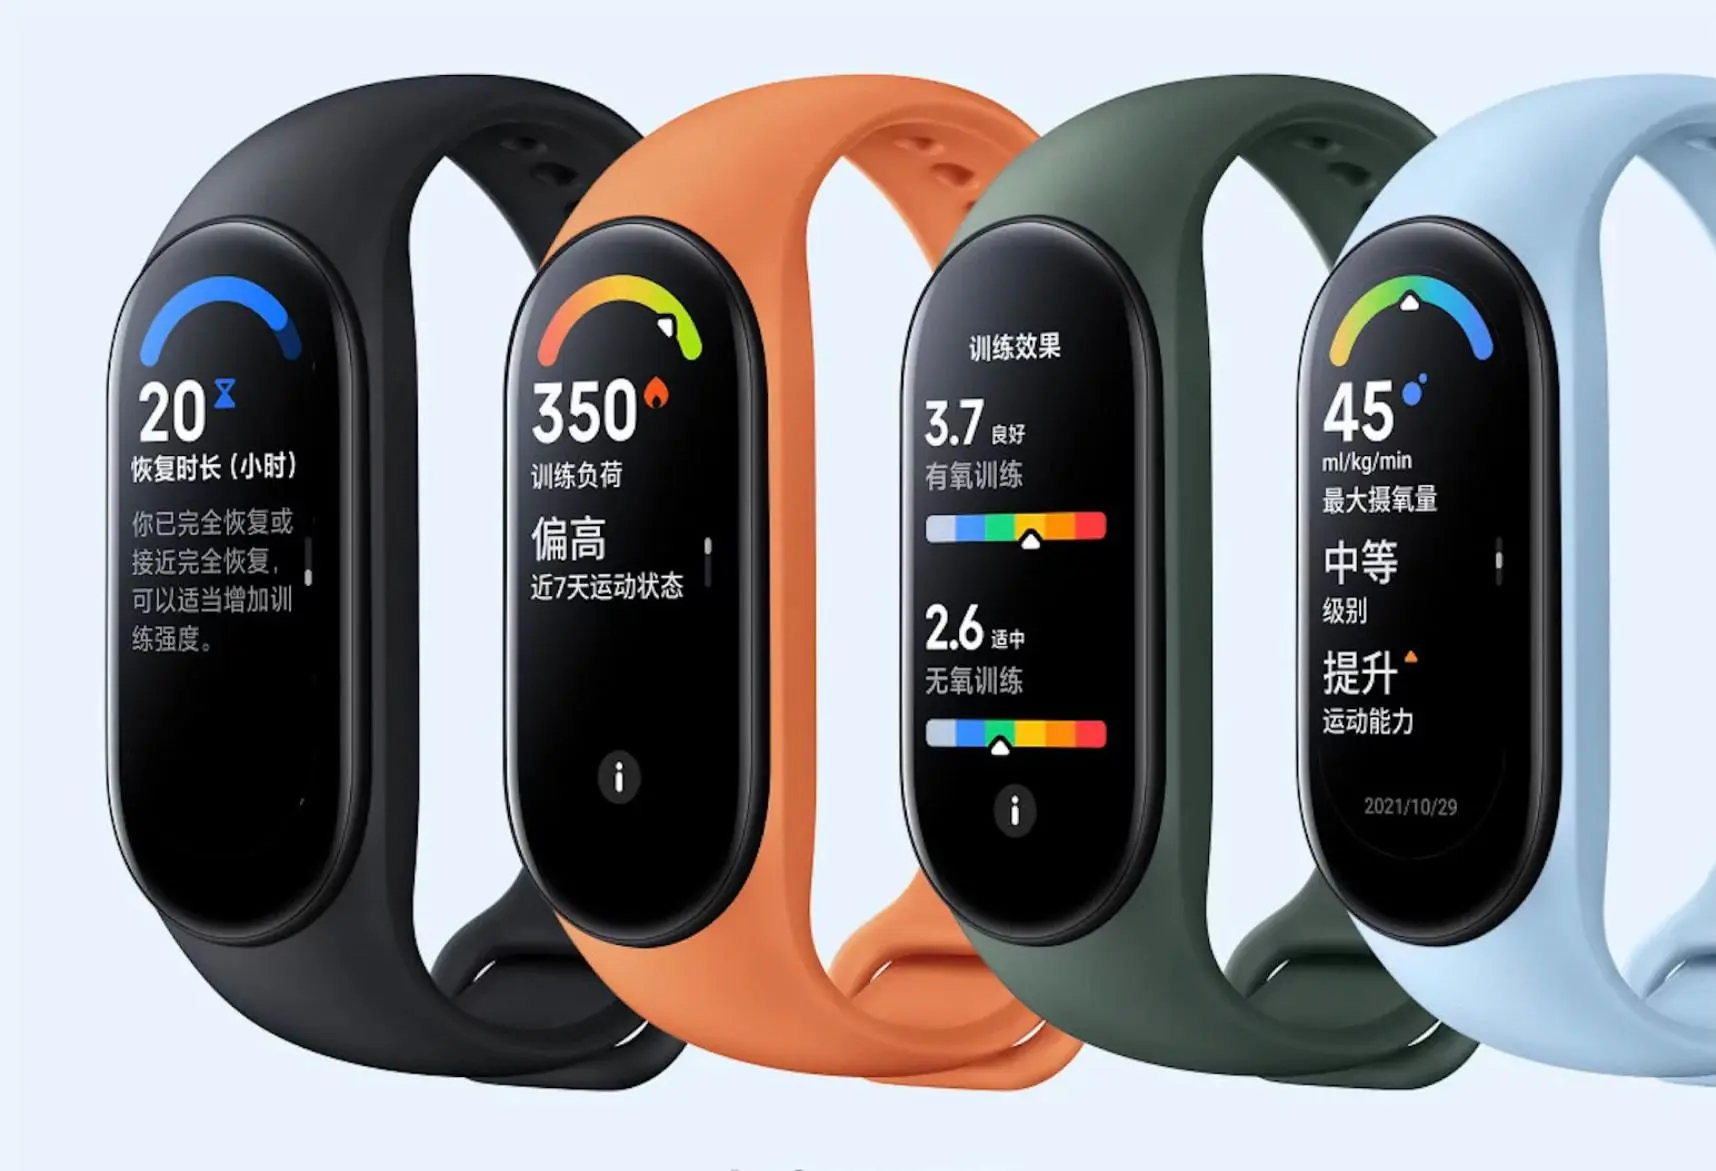 20
恢复时长（小时）
你已完全恢复或
接近完全恢复，
可以适当增加训
练强度。
350
训练负荷
偏高
近7天运动状态
i
训练效果
3.7 良好
有氧训练
2.6 适中
无氧训练
i
45
ml/kg/min
最大摄氧量
中等
级别
提升
运动能力
2021/10/29